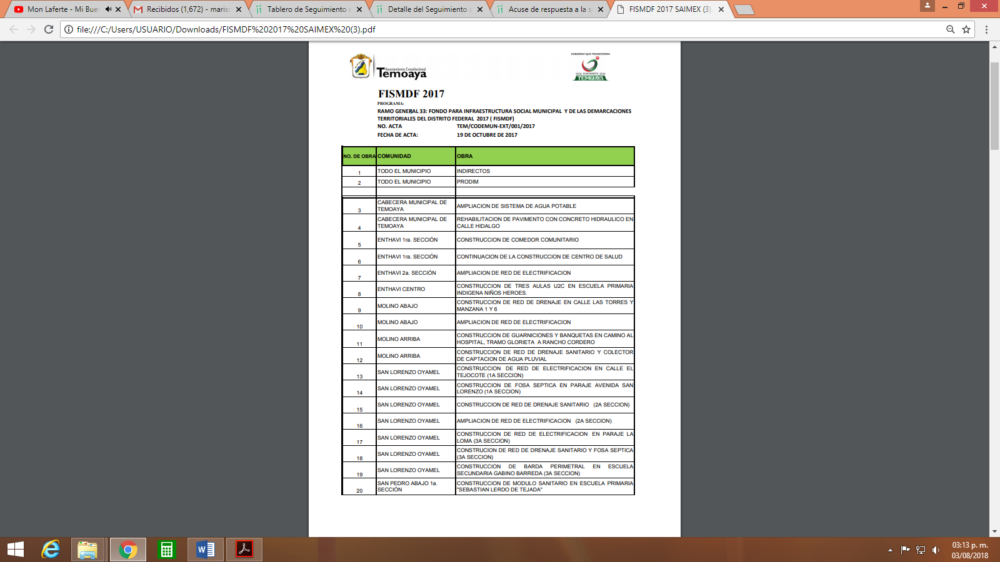 Mon Laferte - Mi Buen
Recibidos (1,672) - marisc
Tablero de Seguimiento d
Detalle del Seguimiento d
Acuse de respuesta a la s
FISMDF 2017 SAIMEX (3)
file:///C:/Users/USUARIO/Downloads/FISMDF%202017%20SAIMEX%20(3).pdf
Ayuntamiento Constitucional
Temoaya
GOBIERNO QUE TRANSFORMA
2016 AYUNTAMIENTO 2018
TEMOAYA
FISMDF 2017
PROGRAMA:
RAMO GENERAL 33: FONDO PARA INFRAESTRUCTURA SOCIAL MUNICIPAL Y DE LAS DEMARCACIONES
TERRITORIALES DEL DISTRITO FEDERAL 2017 ( FISMDF)
NO. ACTA TEM/CODEMUN-EXT/001/2017
FECHA DE ACTA: 19 DE OCTUBRE DE 2017
NO. DE OBRA COMUNIDAD OBRA
1 TODO EL MUNICIPIO INDIRECTOS
2 TODO EL MUNICIPIO PRODIM
3 CABECERA MUNICIPAL DE
TEMOAYA
AMPLIACION DE SISTEMA DE AGUA POTABLE
4 CABECERA MUNICIPAL DE
TEMOAYA
REHABILITACION DE PAVIMENTO CON CONCRETO HIDRAULICO EN
CALLE HIDALGO
5 ENTHAVI 1ra. SECCIÓN CONSTRUCCION DE COMEDOR COMUNITARIO
6 ENTHAVI 1ra. SECCIÓN CONTINUACION DE LA CONSTRUCCION DE CENTRO DE SALUD
7 ENTHAVI 2a. SECCIÓN AMPLIACION DE RED DE ELECTRIFICACION
8 ENTHAVI CENTRO CONSTRUCCION DE TRES AULAS U2C EN ESCUELA PRIMARIA
INDIGENA NIÑOS HEROES.
9 MOLINO ABAJO CONSTRUCCION DE RED DE DRENAJE EN CALLE LAS TORRES Y
MANZANA 1 Y 6
10 MOLINO ABAJO AMPLIACION DE RED DE ELECTRIFICACION
11 MOLINO ARRIBA CONSTRUCCION DE GUARNICIONES Y BANQUETAS EN CAMINO AL
HOSPITAL, TRAMO GLORIETA A RANCHO CORDERO
12 MOLINO ARRIBA CONSTRUCCION DE RED DE DRENAJE SANITARIO Y COLECTOR
DE CAPTACION DE AGUA PLUVIAL
13 SAN LORENZO OYAMEL CONSTRUCCION DE RED DE ELECTRIFICACION EN CALLE EL
TEJOCOTE (1A SECCION)
14 SAN LORENZO OYAMEL CONSTRUCCION DE FOSA SEPTICA EN PARAJE AVENIDA SAN
LORENZO (1A SECCION)
15 SAN LORENZO OYAMEL CONSTRUCCION DE RED DE DRENAJE SANITARIO (2A SECCION)
16 SAN LORENZO OYAMEL AMPLIACION DE RED DE ELECTRIFICACION (2A SECCION)
17 SAN LORENZO OYAMEL CONSTRUCCION DE RED DE ELECTRIFICACION EN PARAJE LA
LOMA (3A SECCION)
18 SAN LORENZO OYAMEL CONSTRUCION DE RED DE DRENAJE SANITARIO Y FOSA SEPTICA
(3A SECCION)
19 SAN LORENZO OYAMEL CONSTRUCCION DE BARDA PERIMETRAL EN ESCUELA
SECUNDARIA GABINO BARREDA (3A SECCION)
20 SAN PEDRO ABAJO 1a.
SECCIÓN
CONSTRUCCION DE MODULO SANITARIO EN ESCUELA PRIMARIA
"SEBASTIAN LERDO DE TEJADA"
03:13 p. m.
03/08/2018